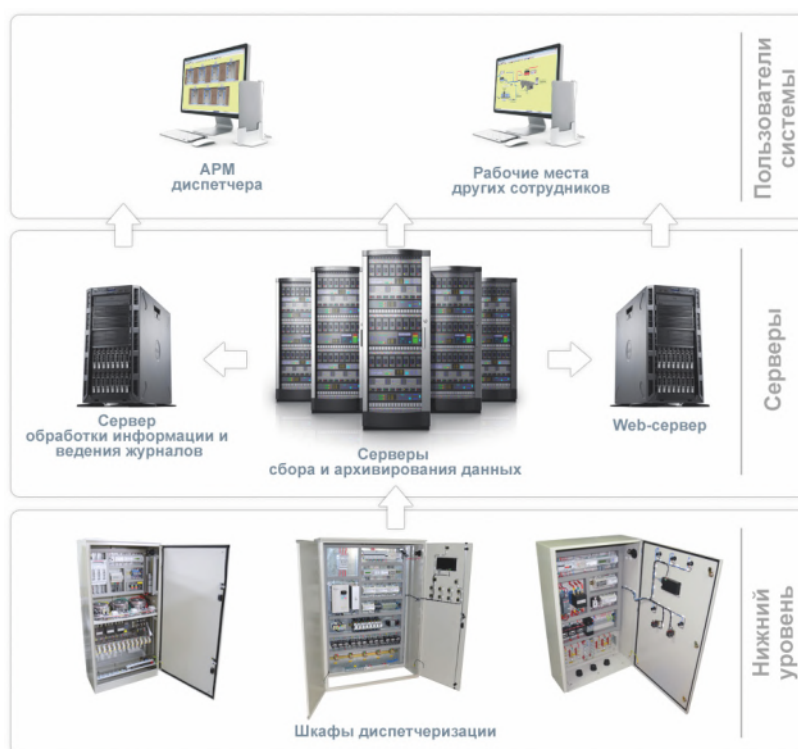 АРМ
диспетчера
Рабочие места
других сотрудников
Пользователи
системы
Сервер
обработки информации и
ведения журналов
Серверы
сбора и архивирования данных
Web-сервер
Серверы
Шкафы диспетчеризации
Нижний
уровень